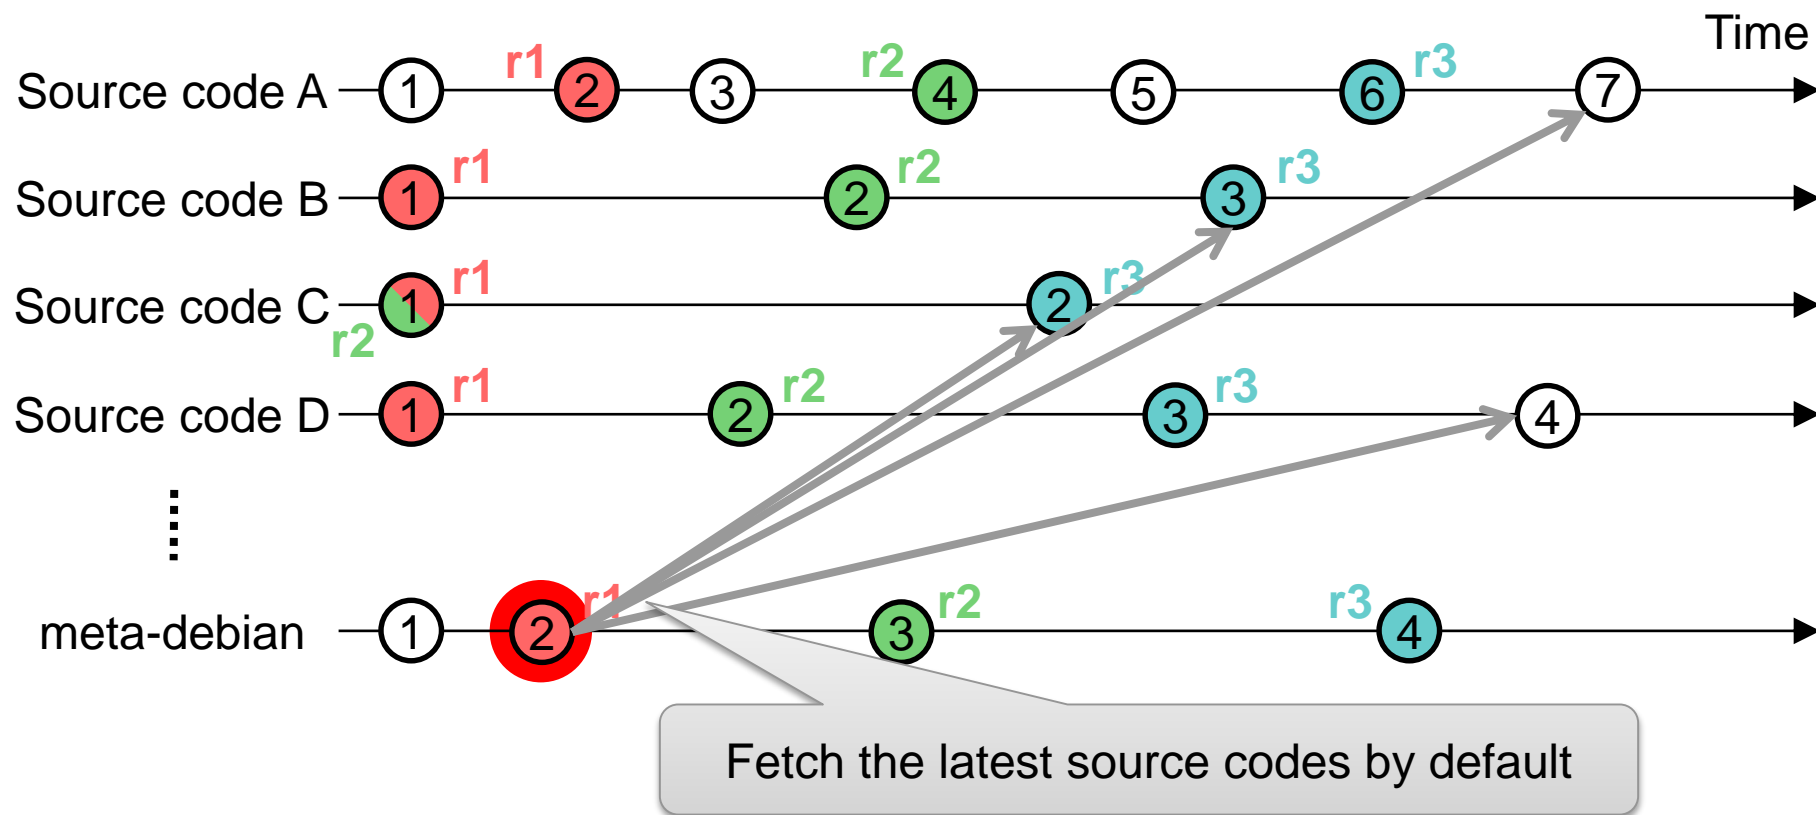 Time
r1 r2 r3
Source code A 1 2 3 4 5 6 7
r1 r2 r3
Source code B 1 2 3
r1 r3
Source code C 1 2
r2
r1 r2 r3
Source code D 1 2 3 4
r1 r2 r3
meta-debian 1 2 3 4
Fetch the latest source codes by default